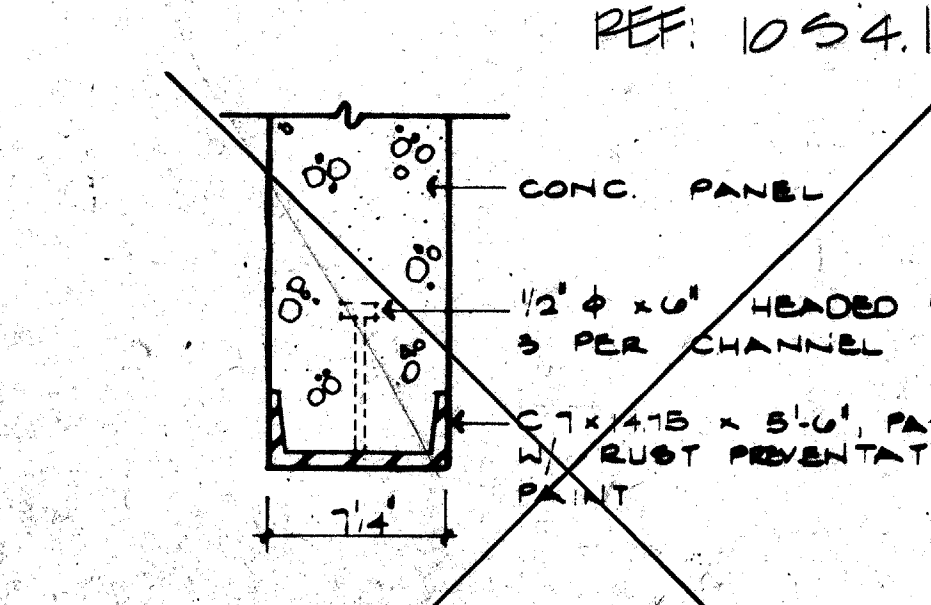 REF: 1054.1
CONC. PANEL
1/2" ϕ x 6" HEADED
3 PER CHANNEL
C 7 x 14.75 x 5'-6", PA
W/ RUST PREVENTAT
PAINT
7 1/4"